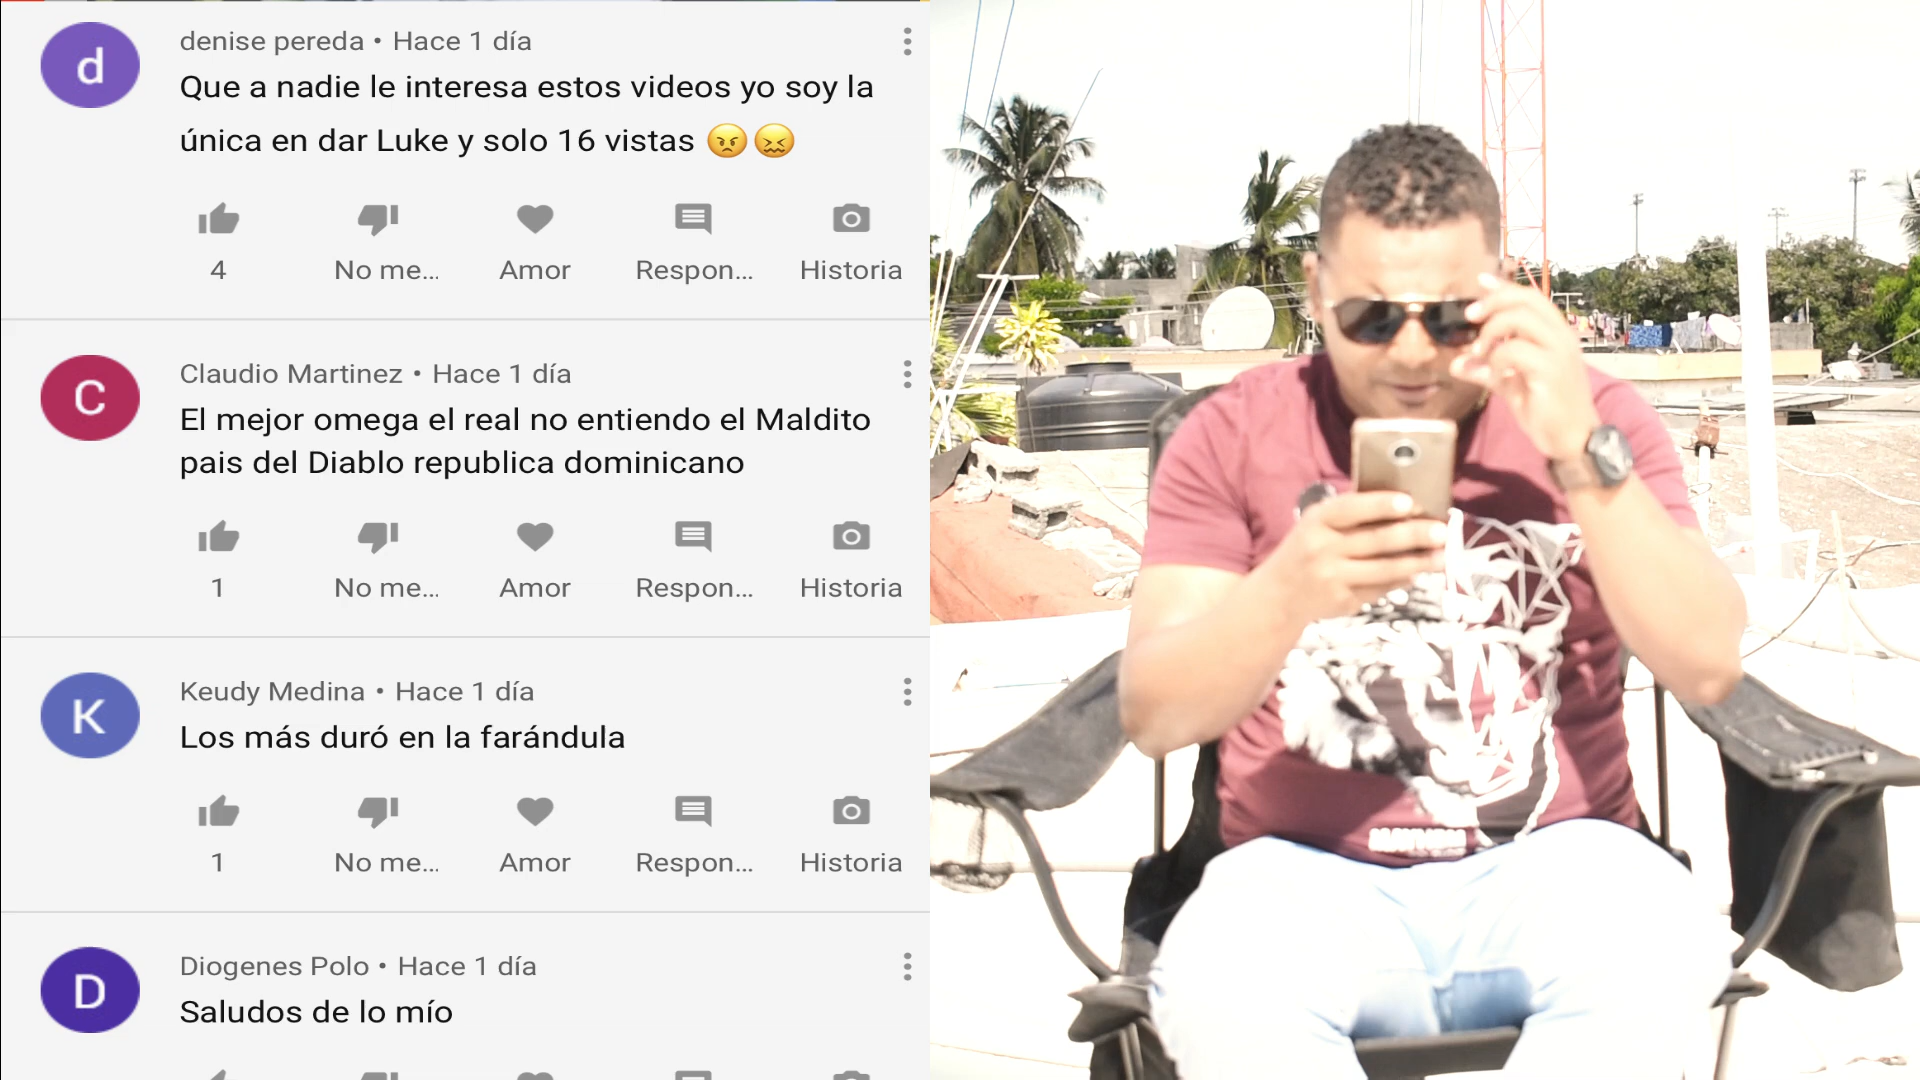 d
denise pereda • Hace 1 día
Que a nadie le interesa estos videos yo soy la
única en dar Luke y solo 16 vistas 😠😖
4 No me... Amor Respon... Historia
C
Claudio Martinez • Hace 1 día
El mejor omega el real no entiendo el Maldito
pais del Diablo republica dominicano
1 No me... Amor Respon... Historia
K
Keudy Medina • Hace 1 día
Los más duró en la farándula
1 No me... Amor Respon... Historia
D
Diogenes Polo • Hace 1 día
Saludos de lo mío